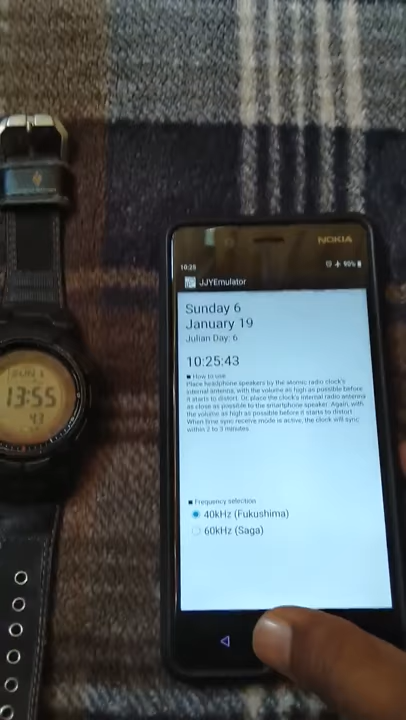 NOKIA
10:25
90%
JJYEmulator
Sunday 6
January 19
Julian Day: 6
10:25:43
■ How to use
Place headphone speakers by the atomic radio clock's
internal antenna, with the volume as high as possible before
it starts to distort. Or place the clock's internal radio antenna
as close as possible to the smartphone speaker. Again, with
the volume as high as possible before it starts to distort.
When time sync receive mode is active, the clock will sync
within 2 to 3 minutes.
■ Frequency selection
40kHz (Fukushima)
60kHz (Saga)
SUN
13:55
43